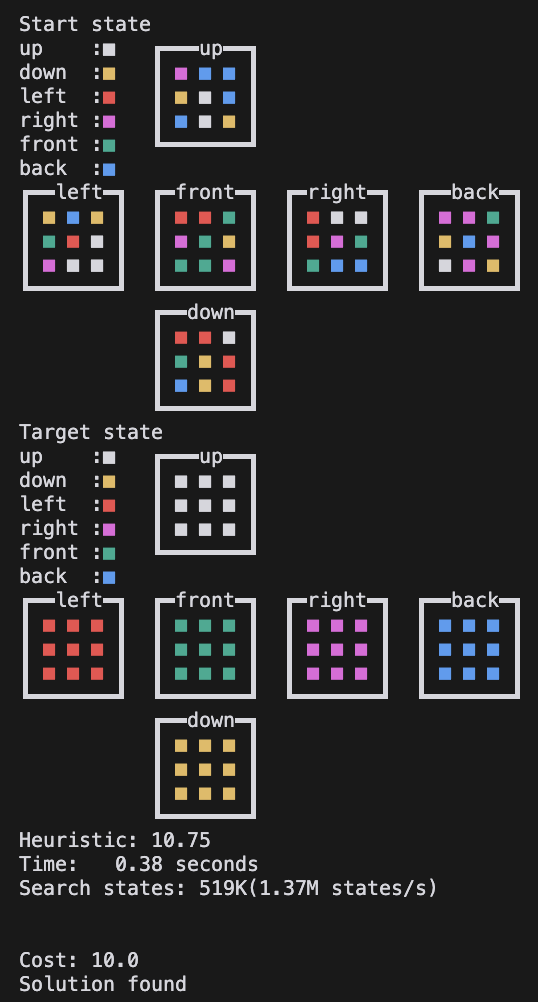 Start state
up :
up
down :
left :
right :
front :
back :
left front right back
down
Target state
up :
up
down :
left :
right :
front :
back :
left front right back
down
Heuristic: 10.75
Time: 0.38 seconds
Search states: 519K(1.37M states/s)
Cost: 10.0
Solution found